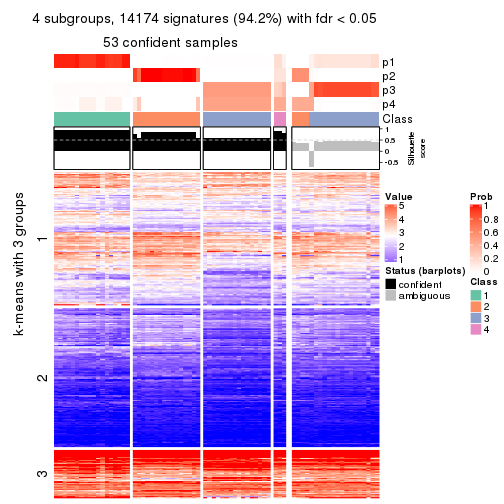 4 subgroups, 14174 signatures (94.2%) with fdr < 0.05
53 confident samples
p1
p2
p3
p4
Class
1
0.5
0
-0.5
Silhouette
score
k-means with 3 groups
1
2
3
Value
5
4
3
2
1
Status (barplots)
confident
ambiguous
Prob
1
0.8
0.6
0.4
0.2
0
Class
1
2
3
4